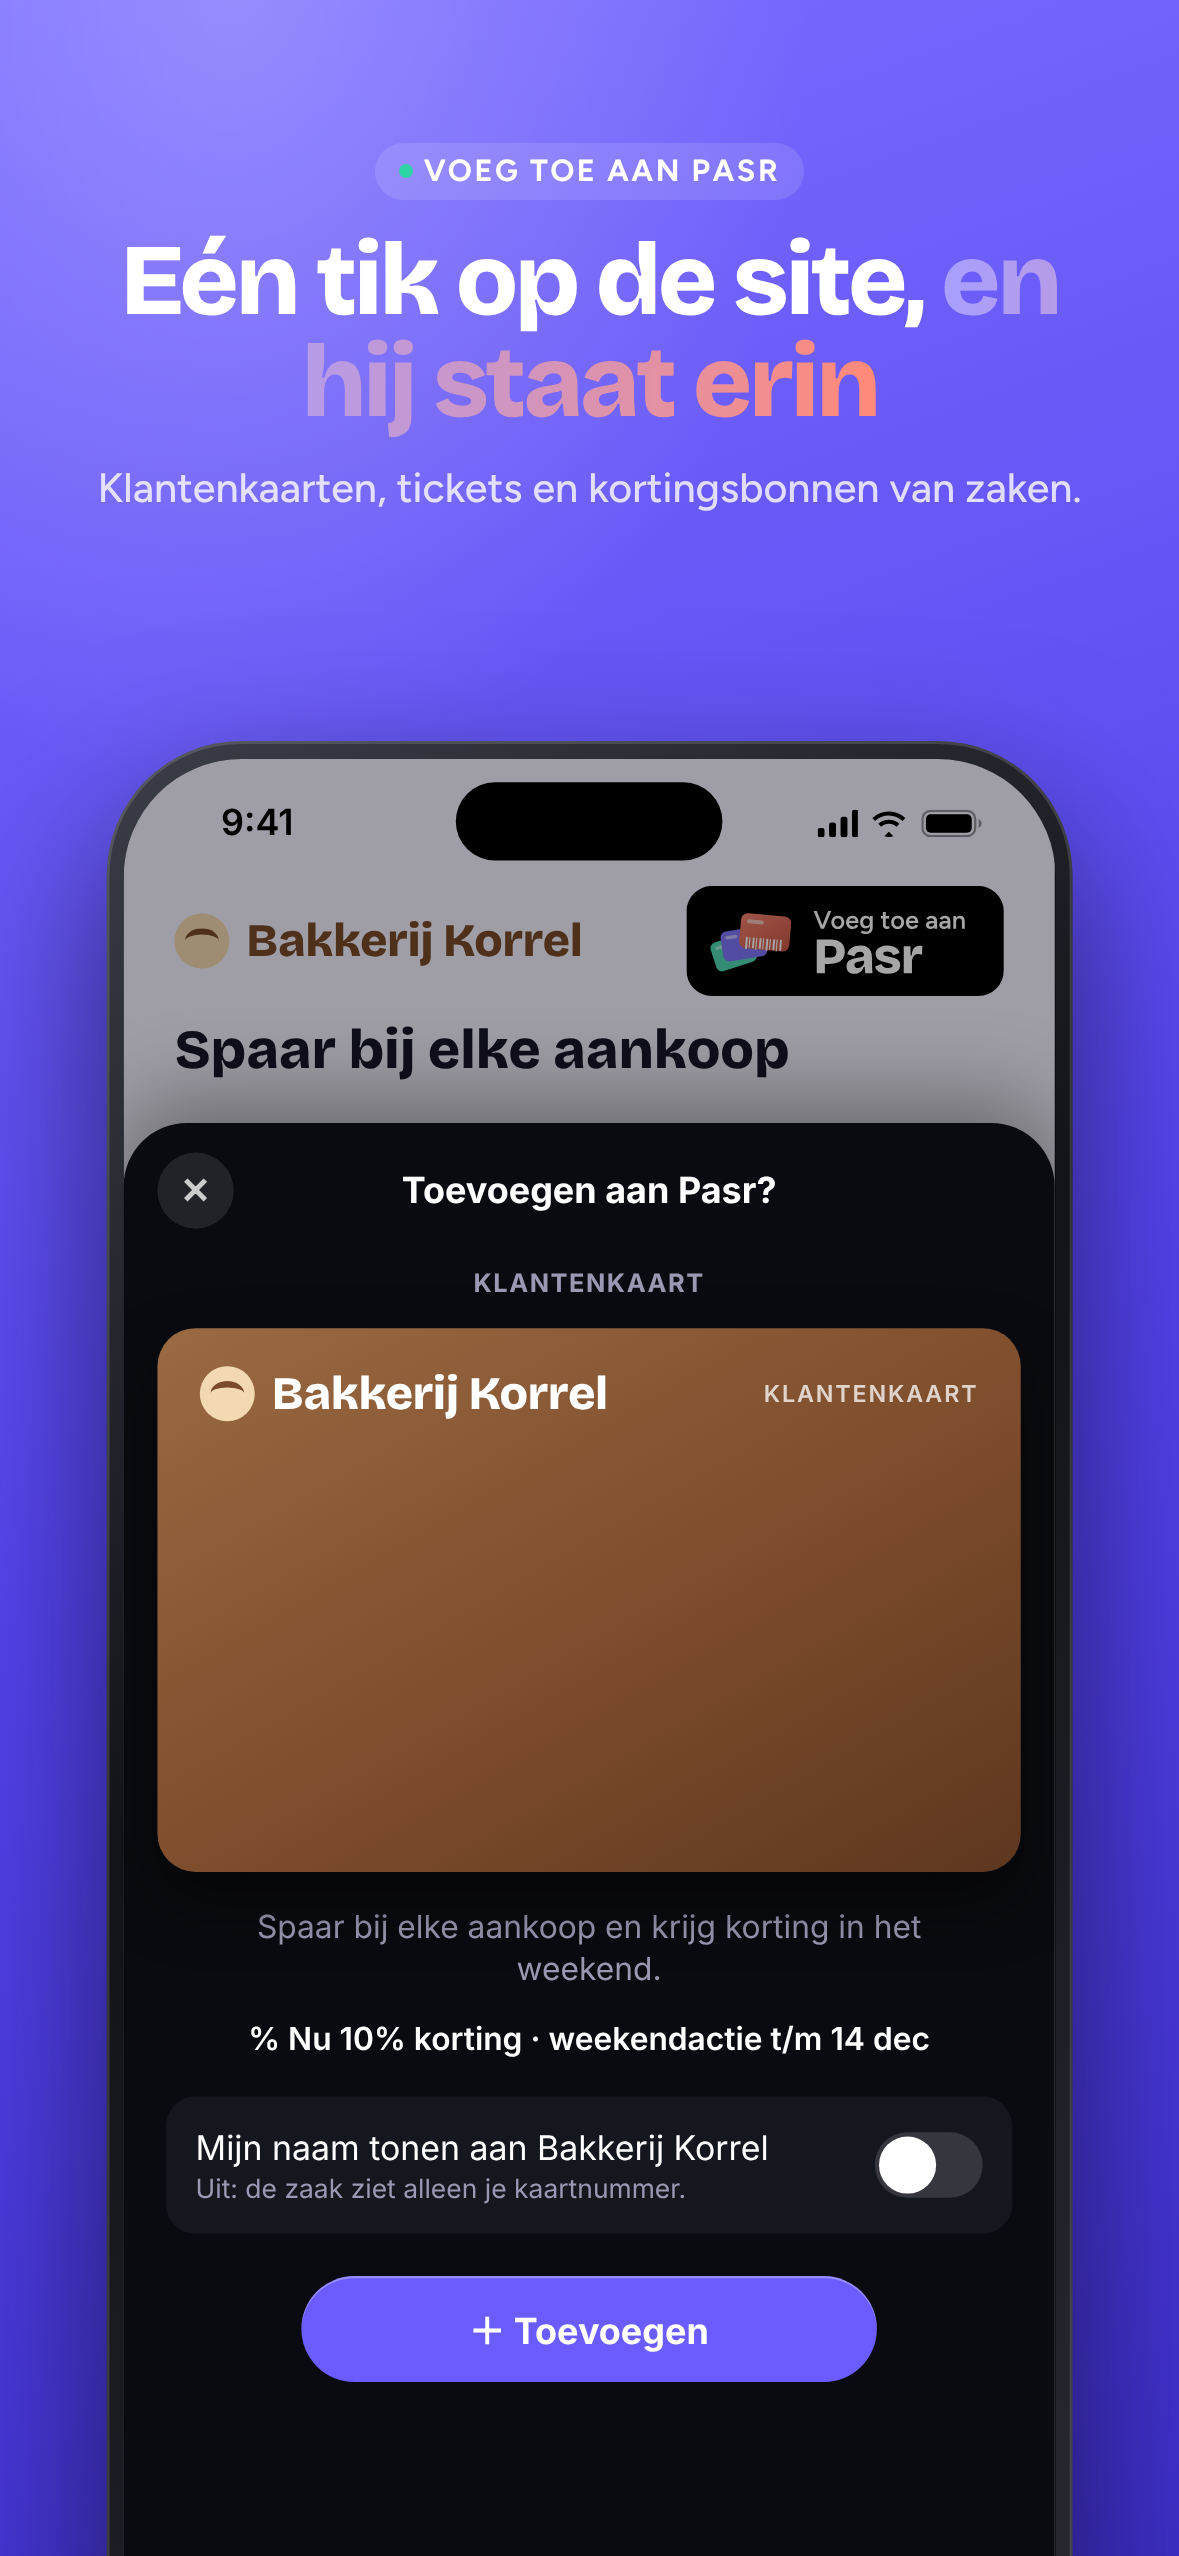 VOEG TOE AAN PASR
Eén tik op de site, en
hij staat erin
Klantenkaarten, tickets en kortingsbonnen van zaken.
9:41
Bakkerij Korrel
Voeg toe aan
Pasr
Spaar bij elke aankoop
Toevoegen aan Pasr?
KLANTENKAART
Bakkerij Korrel
KLANTENKAART
Spaar bij elke aankoop en krijg korting in het
weekend.
% Nu 10% korting · weekendactie t/m 14 dec
Mijn naam tonen aan Bakkerij Korrel
Uit: de zaak ziet alleen je kaartnummer.
+ Toevoegen